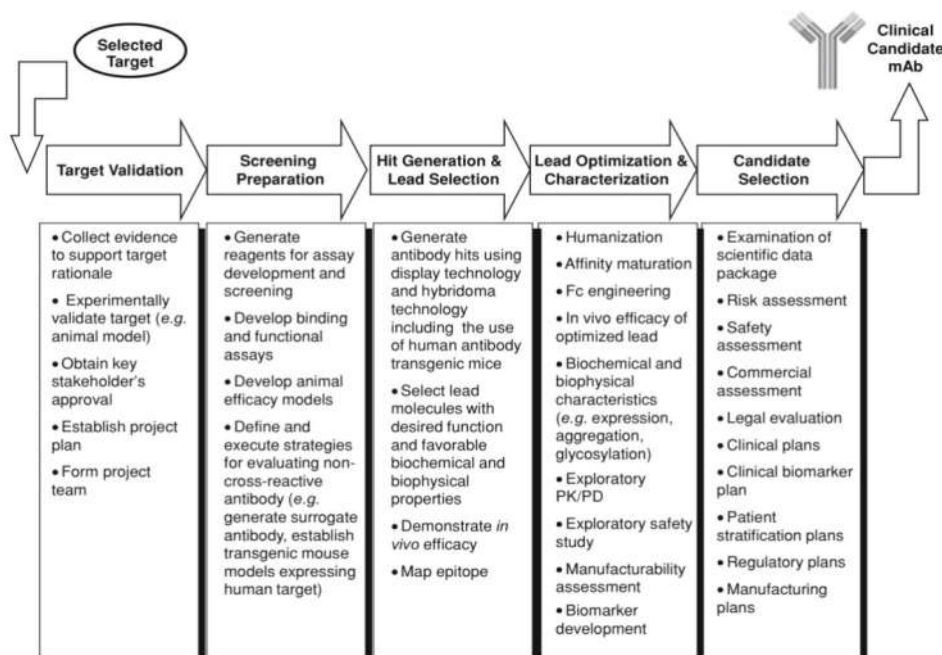 Selected
Target
Clinical
Candidate
mAb
Target Validation
Screening
Preparation
Hit Generation &
Lead Selection
Lead Optimization &
Characterization
Candidate
Selection
• Collect evidence
to support target
rationale
• Experimentally
validate target (e.g.
animal model)
• Obtain key
stakeholder's
approval
• Establish project
plan
• Form project
team
• Generate
reagents for assay
development and
screening
• Develop binding
and functional
assays
• Develop animal
efficacy models
• Define and
execute strategies
for evaluating non-
cross-reactive
antibody (e.g.
generate surrogate
antibody, establish
transgenic mouse
models expressing
human target)
• Generate
antibody hits using
display technology
and hybridoma
technology
including the use
of human antibody
transgenic mice
• Select lead
molecules with
desired function
and favorable
biochemical and
biophysical
properties
• Demonstrate in
vivo efficacy
• Map epitope
• Humanization
• Affinity maturation
• Fc engineering
• In vivo efficacy of
optimized lead
• Biochemical and
biophysical
characteristics
(e.g. expression,
aggregation,
glycosylation)
• Exploratory
PK/PD
• Exploratory safety
study
• Manufacturability
assessment
• Biomarker
development
• Examination of
scientific data
package
• Risk assessment
• Safety
assessment
• Commercial
assessment
• Legal evaluation
• Clinical plans
• Clinical biomarker
plan
• Patient
stratification plans
• Regulatory plans
• Manufacturing
plans